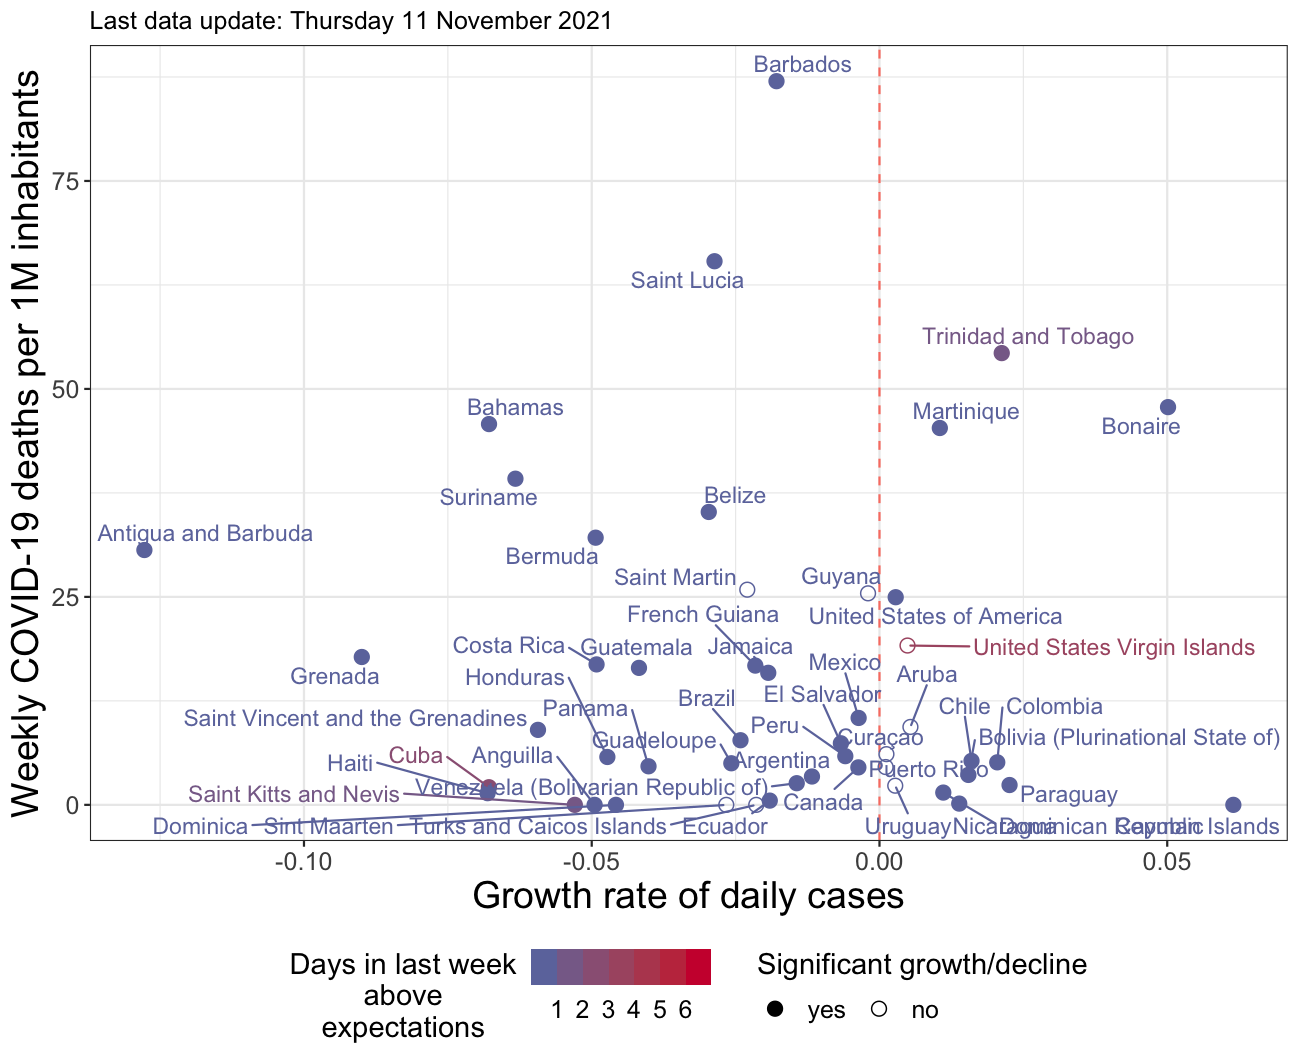 Last data update: Thursday 11 November 2021
Weekly COVID-19 deaths per 1M inhabitants
75
50
25
0
Barbados
Saint Lucia
Trinidad and Tobago
Bahamas
Martinique
Bonaire
Suriname
Belize
Antigua and Barbuda
Bermuda
Saint Martin
Guyana
French Guiana
United States of America
Costa Rica
Guatemala
Jamaica
United States Virgin Islands
Mexico
Grenada
Honduras
Aruba
El Salvador
Brazil
Chile
Colombia
Panama
Saint Vincent and the Grenadines
Peru
Guadeloupe
Curaçao
Bolivia (Plurinational State of)
Cuba
Anguilla
Haiti
Argentina
Puerto Rico
Venezuela (Bolivarian Republic of)
Saint Kitts and Nevis
Canada
Paraguay
Dominica
Sint Maarten
Turks and Caicos Islands
Ecuador
Uruguay
Nicaragua
Dominican Republic
Cayman Islands
-0.10
-0.05
0.00
0.05
Growth rate of daily cases
Days in last week
above
expectations
1 2 3 4 5 6
Significant growth/decline
yes
no